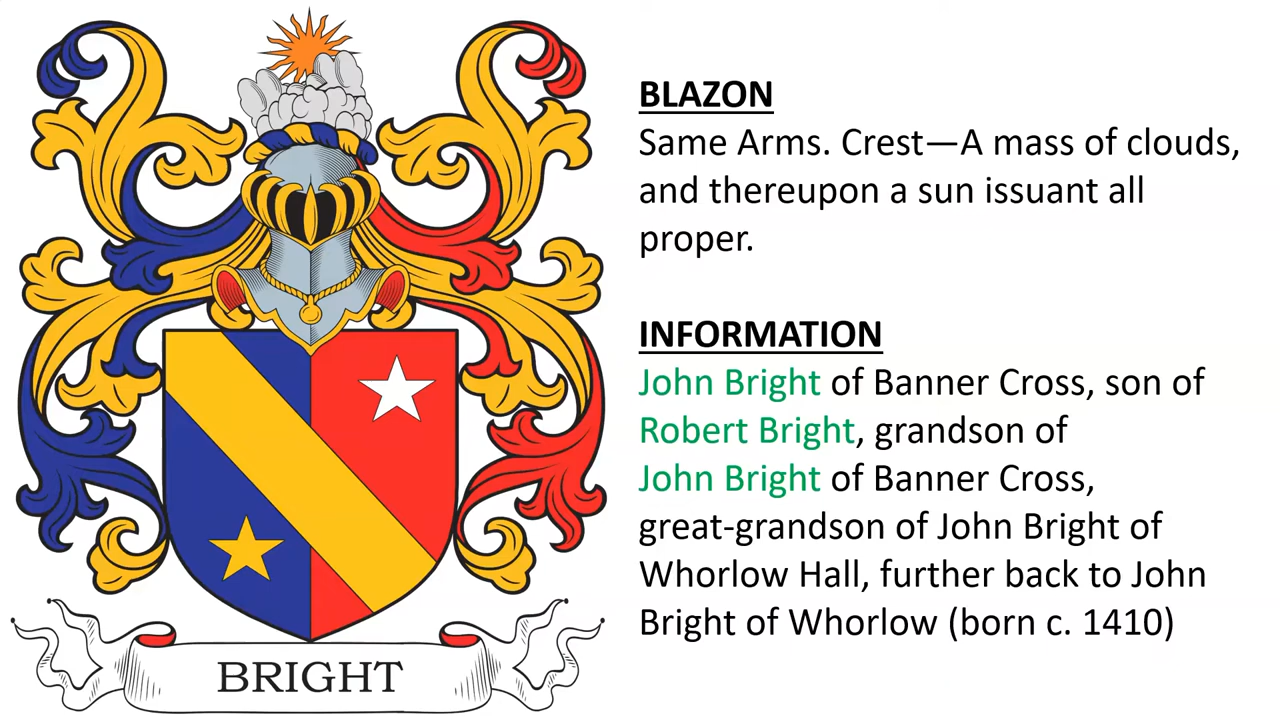 BLAZON
Same Arms. Crest—A mass of clouds,
and thereupon a sun issuant all
proper.
INFORMATION
John Bright of Banner Cross, son of
Robert Bright, grandson of
John Bright of Banner Cross,
great-grandson of John Bright of
Whorlow Hall, further back to John
Bright of Whorlow (born c. 1410)
BRIGHT